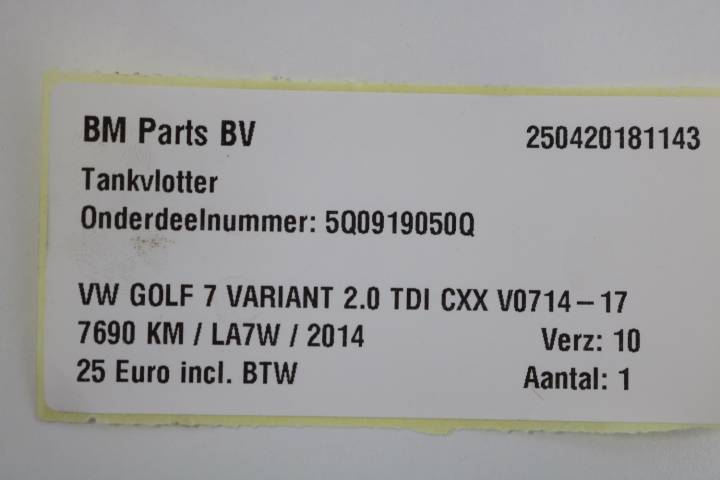 BM Parts BV 250420181143
Tankvlotter
Onderdeelnummer: 5Q0919050Q
VW GOLF 7 VARIANT 2.0 TDI CXX V0714-17
7690 KM / LA7W / 2014 Verz: 10
25 Euro incl. BTW Aantal: 1